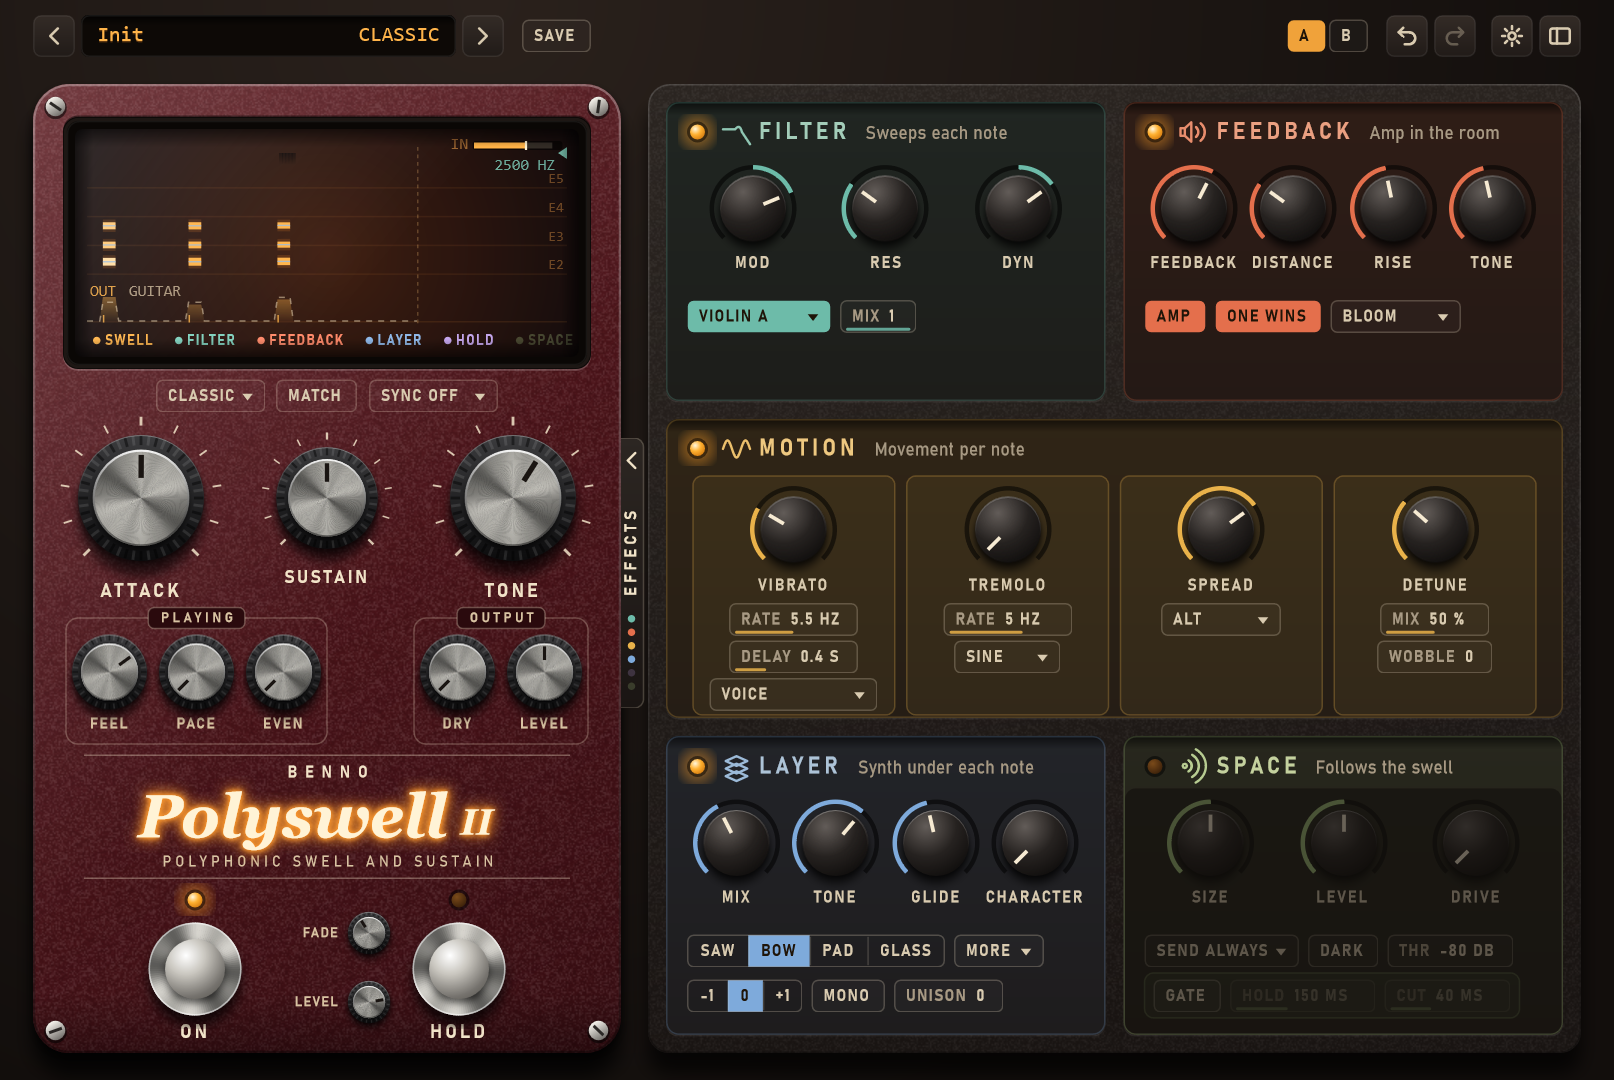 Init CLASSIC SAVE A B
IN
2500 HZ
E5
E4
E3
E2
OUT GUITAR
SWELL FILTER FEEDBACK LAYER HOLD SPACE
CLASSIC MATCH SYNC OFF
ATTACK SUSTAIN TONE
PLAYING OUTPUT
FEEL PACE EVEN DRY LEVEL
BENNO
Polyswell II
POLYPHONIC SWELL AND SUSTAIN
FADE
LEVEL
ON HOLD
EFFECTS
FILTER Sweeps each note
MOD RES DYN
VIOLIN A MIX 1
FEEDBACK Amp in the room
FEEDBACK DISTANCE RISE TONE
AMP ONE WINS BLOOM
MOTION Movement per note
VIBRATO TREMOLO SPREAD DETUNE
RATE 5.5 HZ RATE 5 HZ ALT MIX 50 %
DELAY 0.4 S SINE WOBBLE 0
VOICE
LAYER Synth under each note
MIX TONE GLIDE CHARACTER
SAW BOW PAD GLASS MORE
-1 0 +1 MONO UNISON 0
SPACE Follows the swell
SIZE LEVEL DRIVE
SEND ALWAYS DARK THR -80 DB
GATE HOLD 150 MS CUT 40 MS